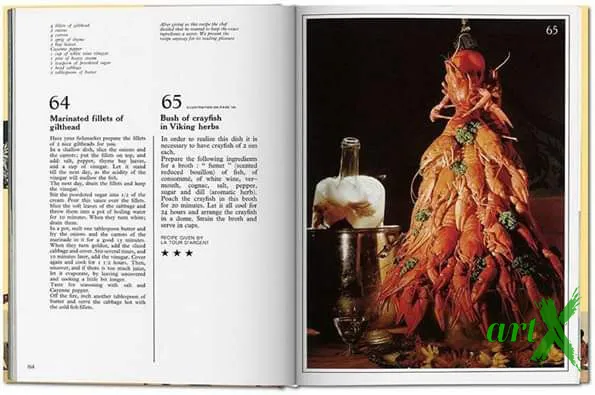 4 fillets of gilthead
2 onions
4 carrots
1 sprig of thyme
1 bay leaves
Cayenne pepper
1 cup of white wine vinegar
1 pint of heavy cream
1 teaspoon of powdered sugar
1 head cabbage
2 tablespoons of butter
64
Marinated fillets of
gilthead
Have your fishmarket prepare the fillets
of 2 nice giltheads for you.
In a shallow dish, slice the onions and
the carrots; put the fillets on top, and
add salt, pepper, thyme bay leaves,
and a cup of vinegar. Let it stand
till next day, as the acidity of the
vinegar will mellow the fish.
The next day, drain the fillets and keep
the vinegar.
Stir the powdered sugar into 1/2 of the
cream. Pour this sauce over the fillets.
Slice the soft leaves of the cabbage and
throw them into a pot of boiling water
for 10 minutes. When they turn white;
drain them.
In a pot, melt one tablespoon butter and
fry the onions and the carrots of the
marinade in it for a good 15 minutes.
When they turn golden, add the sliced
cabbage and cover. Stir several times, and
10 minutes later, add the vinegar. Cover
again and cook for 1 1/2 hours. Then,
uncover, and if there is too much juice,
let it evaporate, by leaving uncovered
and cooking a little bit longer.
Taste for seasoning with salt and
Cayenne pepper.
Off the fire, melt another tablespoon of
butter and serve the cabbage hot with
the cold fish fillets.
After giving us this recipe the chef
decided that he wanted to keep the exact
ingredients a secret. We present the
recipe anyway for its reading pleasure
65
Bush of crayfish
in Viking herbs
In order to realize this dish it is
necessary to have crayfish of 2 ozs
each.
Prepare the following ingredients
for a broth : " fumet " (scented
reduced bouillon) of fish, of
consommé, of white wine, ver-
mouth, cognac, salt, pepper,
sugar and dill (aromatic herb).
Poach the crayfish in this broth
for 20 minutes. Let it all cool for
24 hours and arrange the crayfish
in a dome. Strain the broth and
serve in cups.
RECIPE GIVEN BY
LA TOUR D'ARGENT
★★★
65
art X